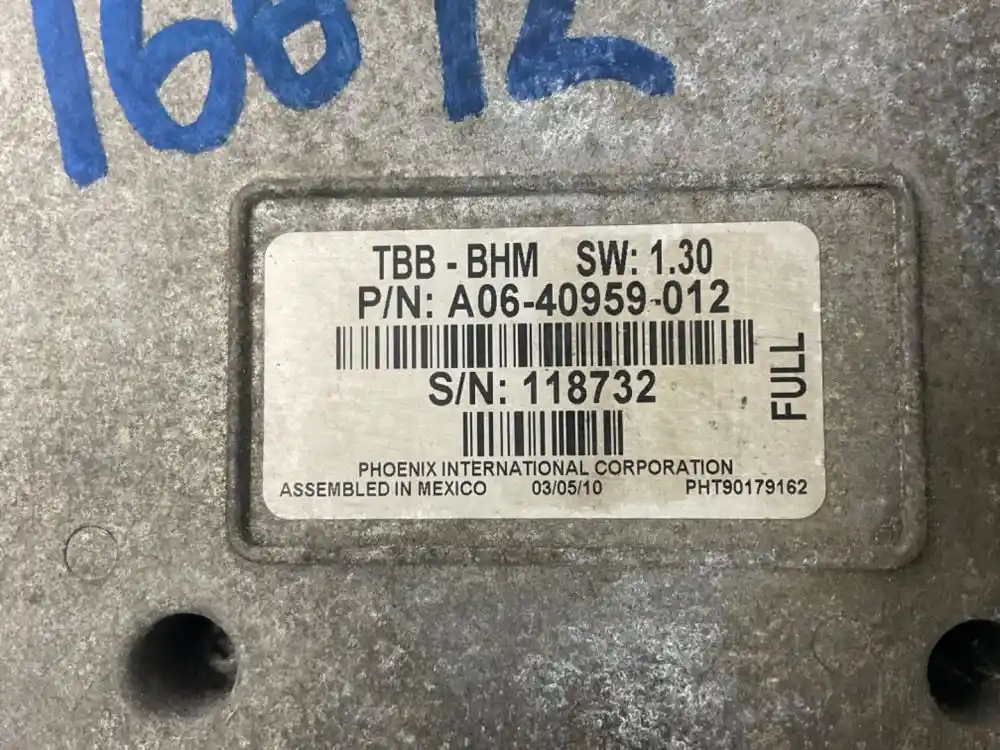 TBB - BHM SW: 1.30
P/N: A06-40959-012
S/N: 118732
FULL
PHOENIX INTERNATIONAL CORPORATION
ASSEMBLED IN MEXICO 03/05/10 PHT90179162